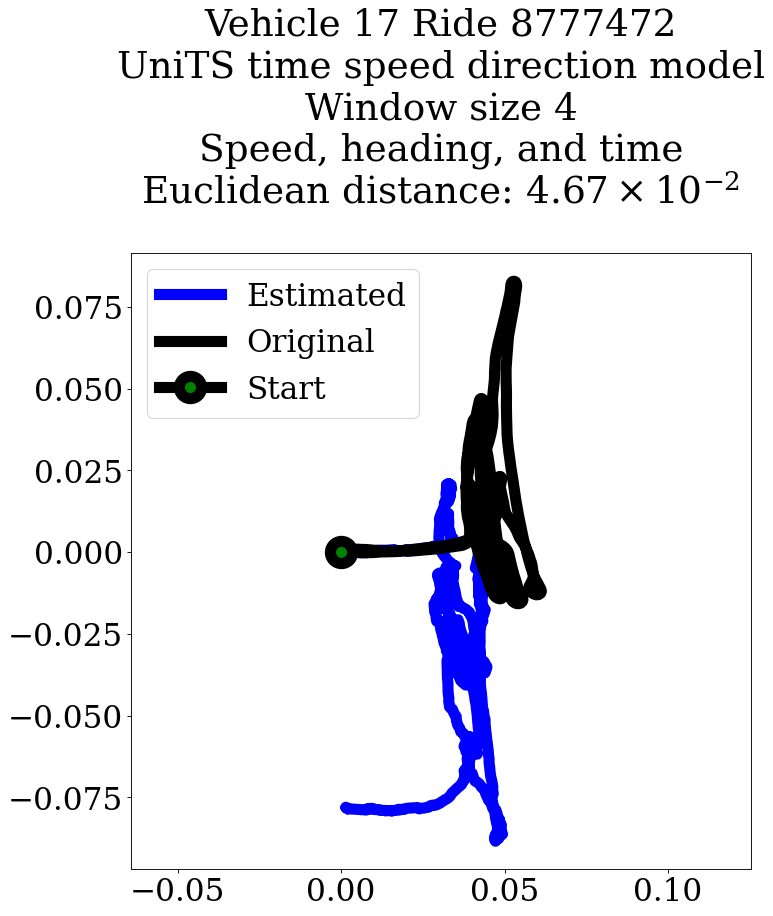 Vehicle 17 Ride 8777472
UniTS time speed direction model
Window size 4
Speed, heading, and time
Euclidean distance: 4.67 × 10⁻²
Estimated
Original
Start
0.075
0.050
0.025
0.000
−0.025
−0.050
−0.075
−0.05 0.00 0.05 0.10